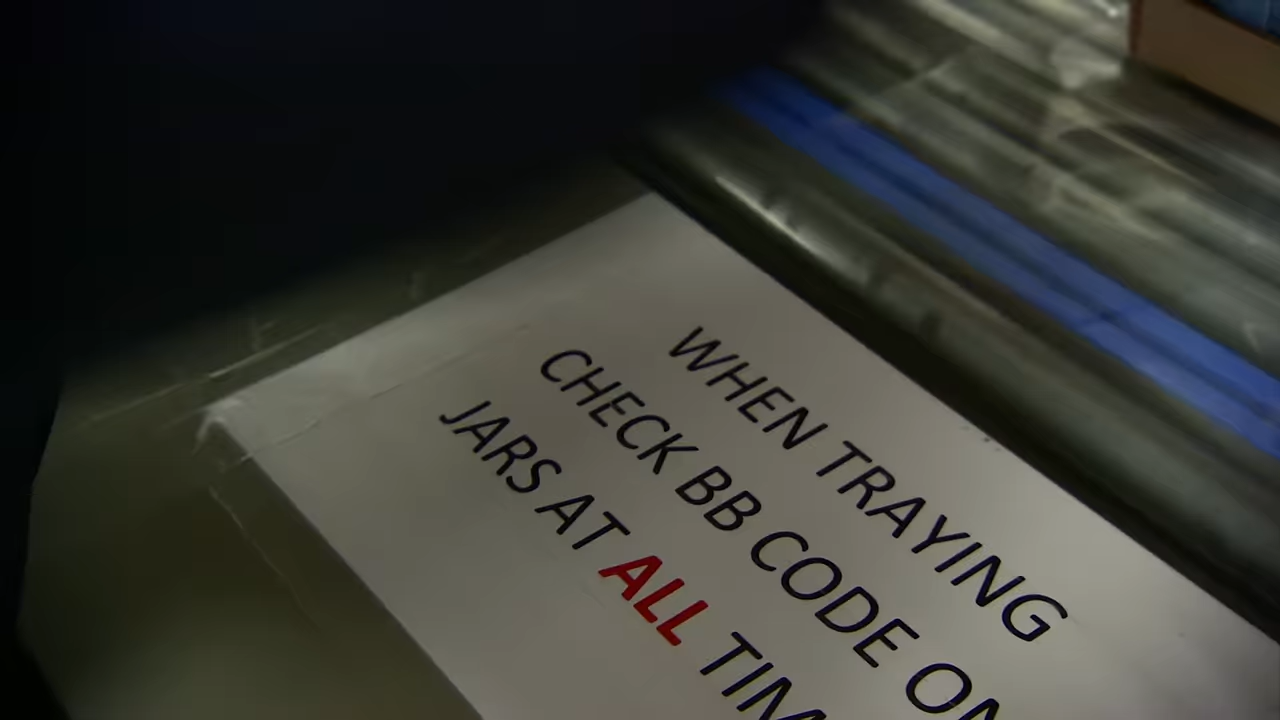 WHEN TRAYING
CHECK BB CODE ON
JARS AT ALL